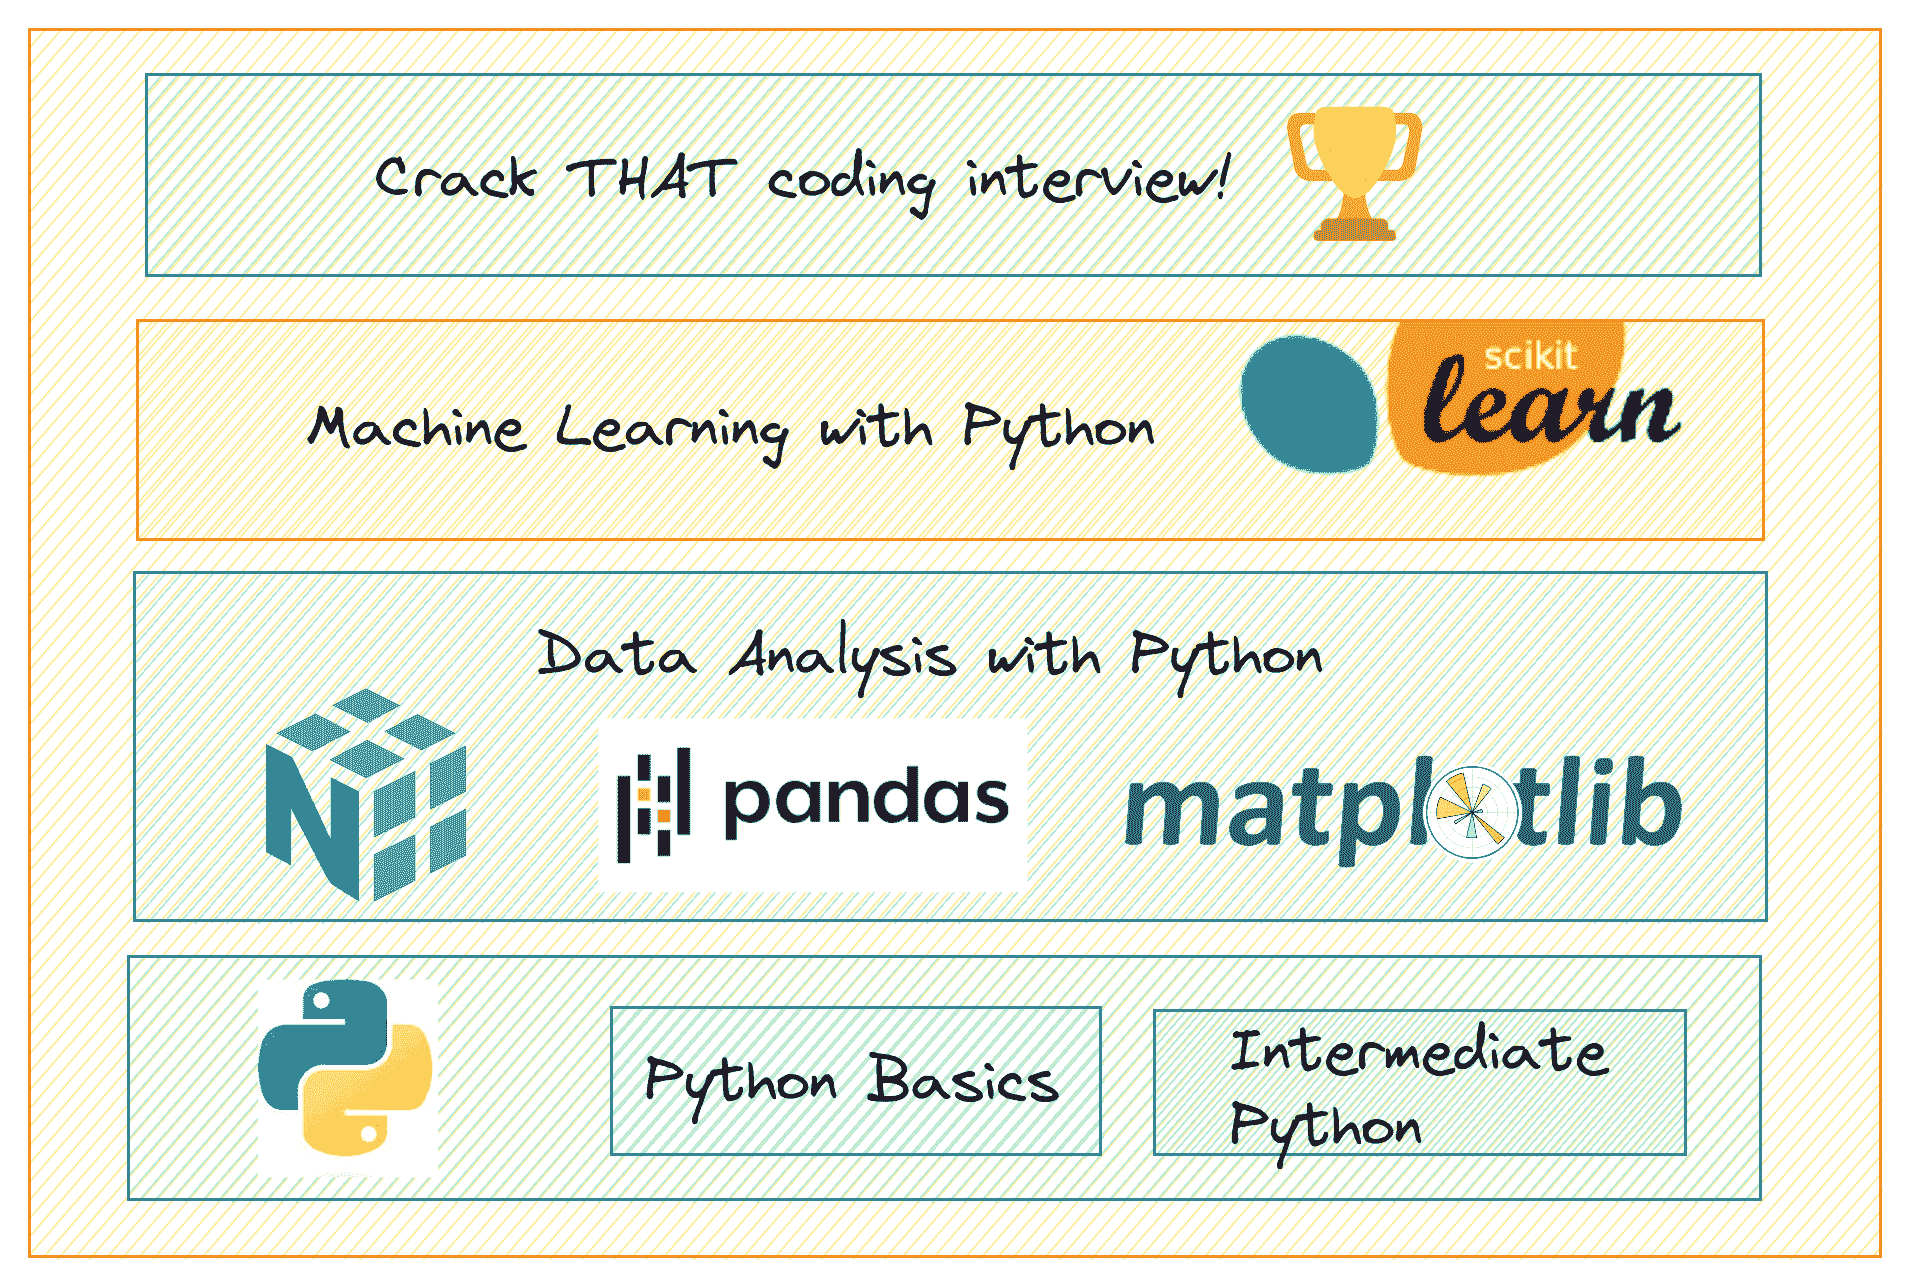 Crack THAT coding interview!
Machine Learning with Python
scikit
learn
Data Analysis with Python
N
pandas
matplotlib
Python Basics
Intermediate
Python